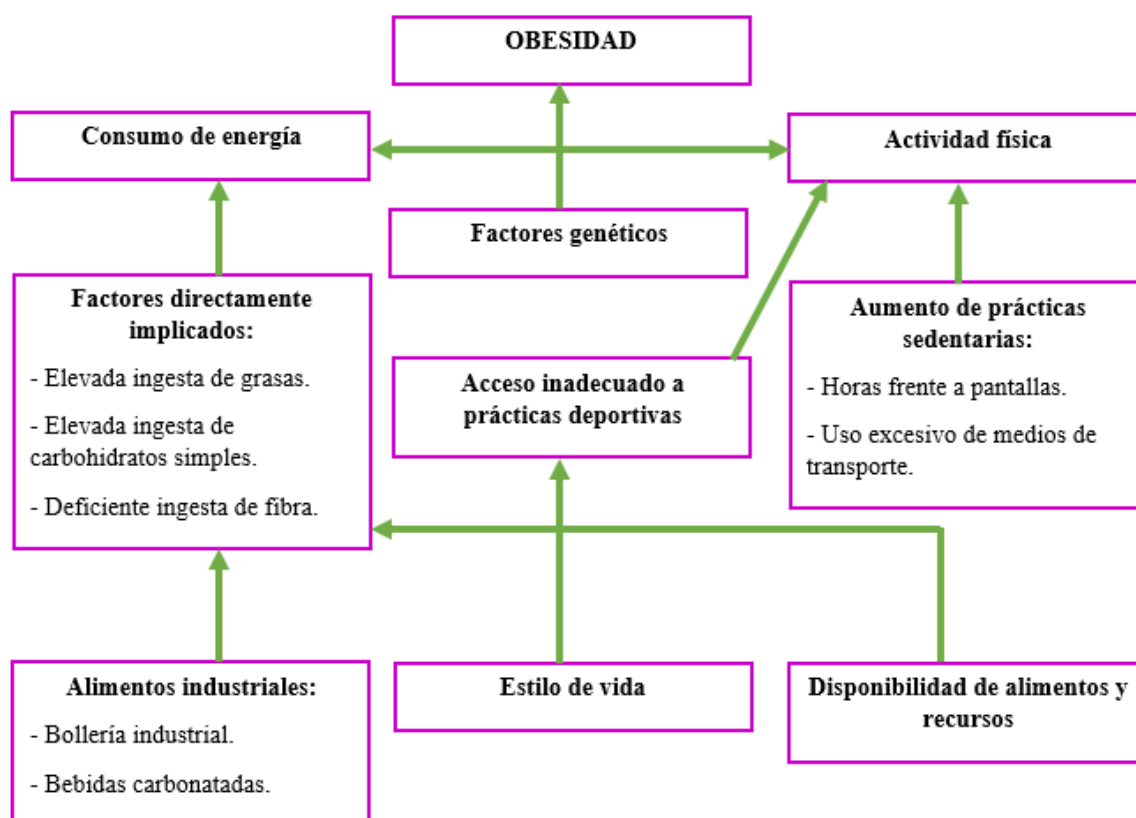 OBESIDAD
Consumo de energía
Actividad física
Factores genéticos
Factores directamente
implicados:
- Elevada ingesta de grasas.
- Elevada ingesta de
carbohidratos simples.
- Deficiente ingesta de fibra.
Acceso inadecuado a
prácticas deportivas
Aumento de prácticas
sedentarias:
- Horas frente a pantallas.
- Uso excesivo de medios de
transporte.
Alimentos industriales:
- Bollería industrial.
- Bebidas carbonatadas.
Estilo de vida
Disponibilidad de alimentos y
recursos